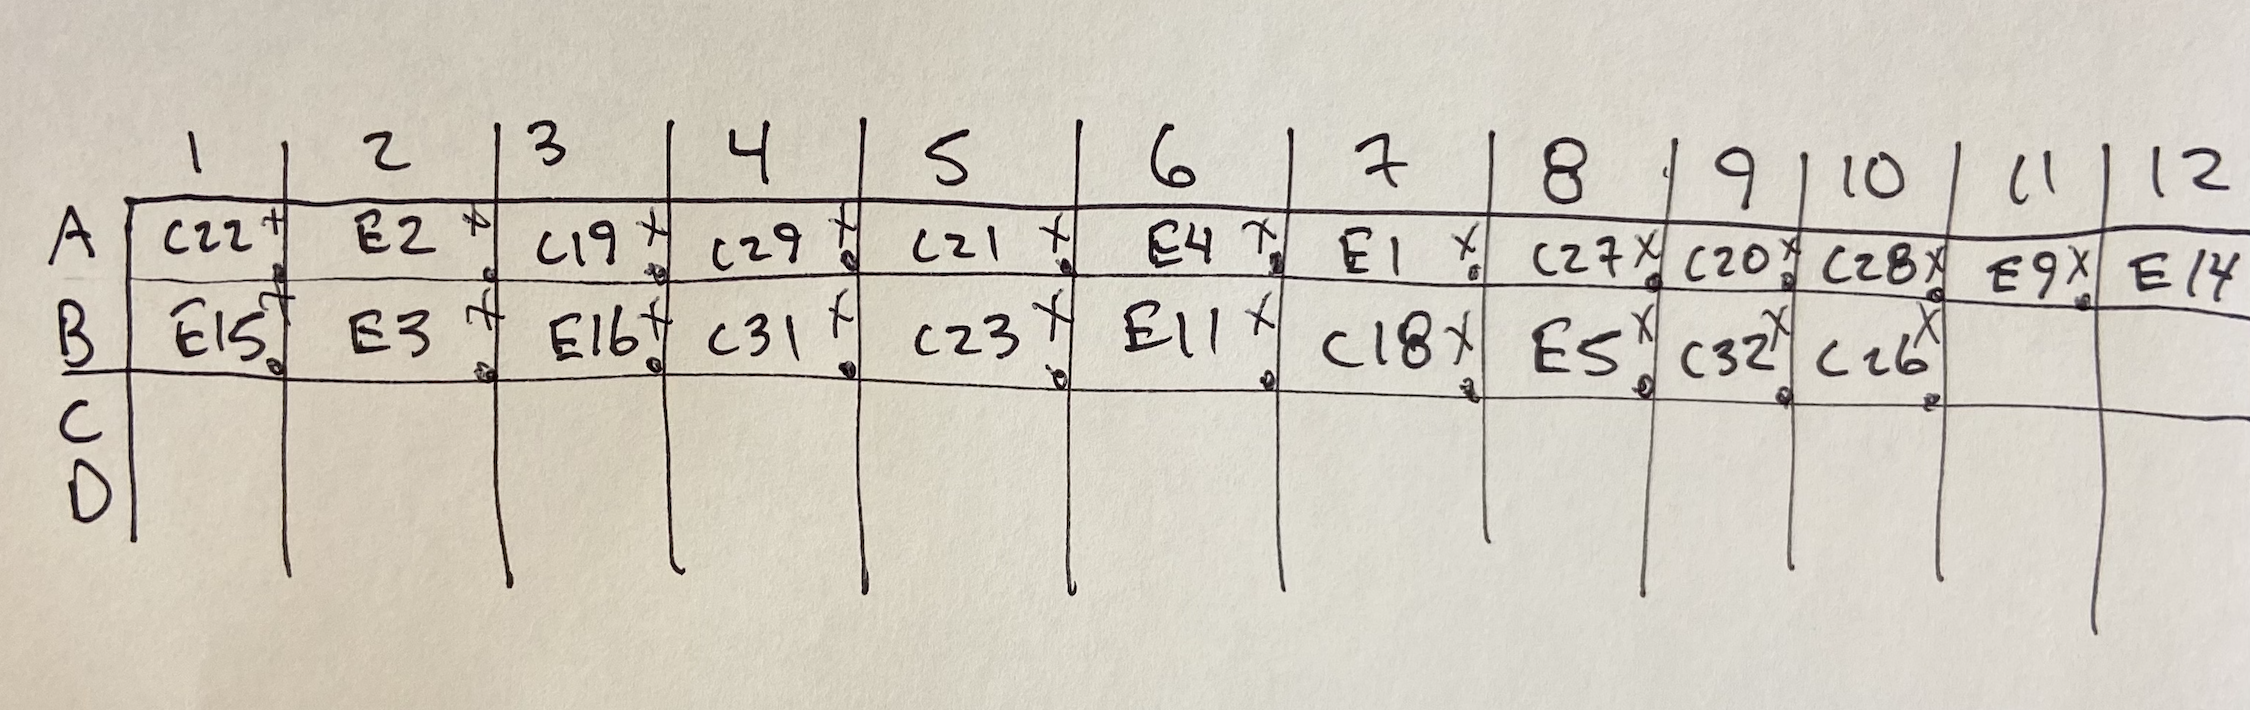 1 2 3 4 5 6 7 8 9 10 11 12
A C22 x E2 x C19 x C29 x C21 x E4 x E1 x C27 x C20 x C28 x E9 x E14
B E15 x E3 x E16 x C31 x C23 x E11 x C18 x E5 x C32 x C26 x
C
D